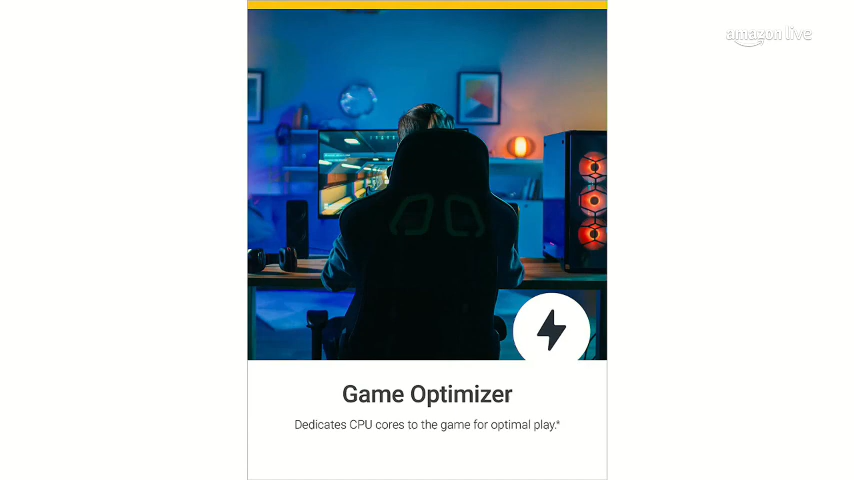 amazon live
Game Optimizer
Dedicates CPU cores to the game for optimal play.*